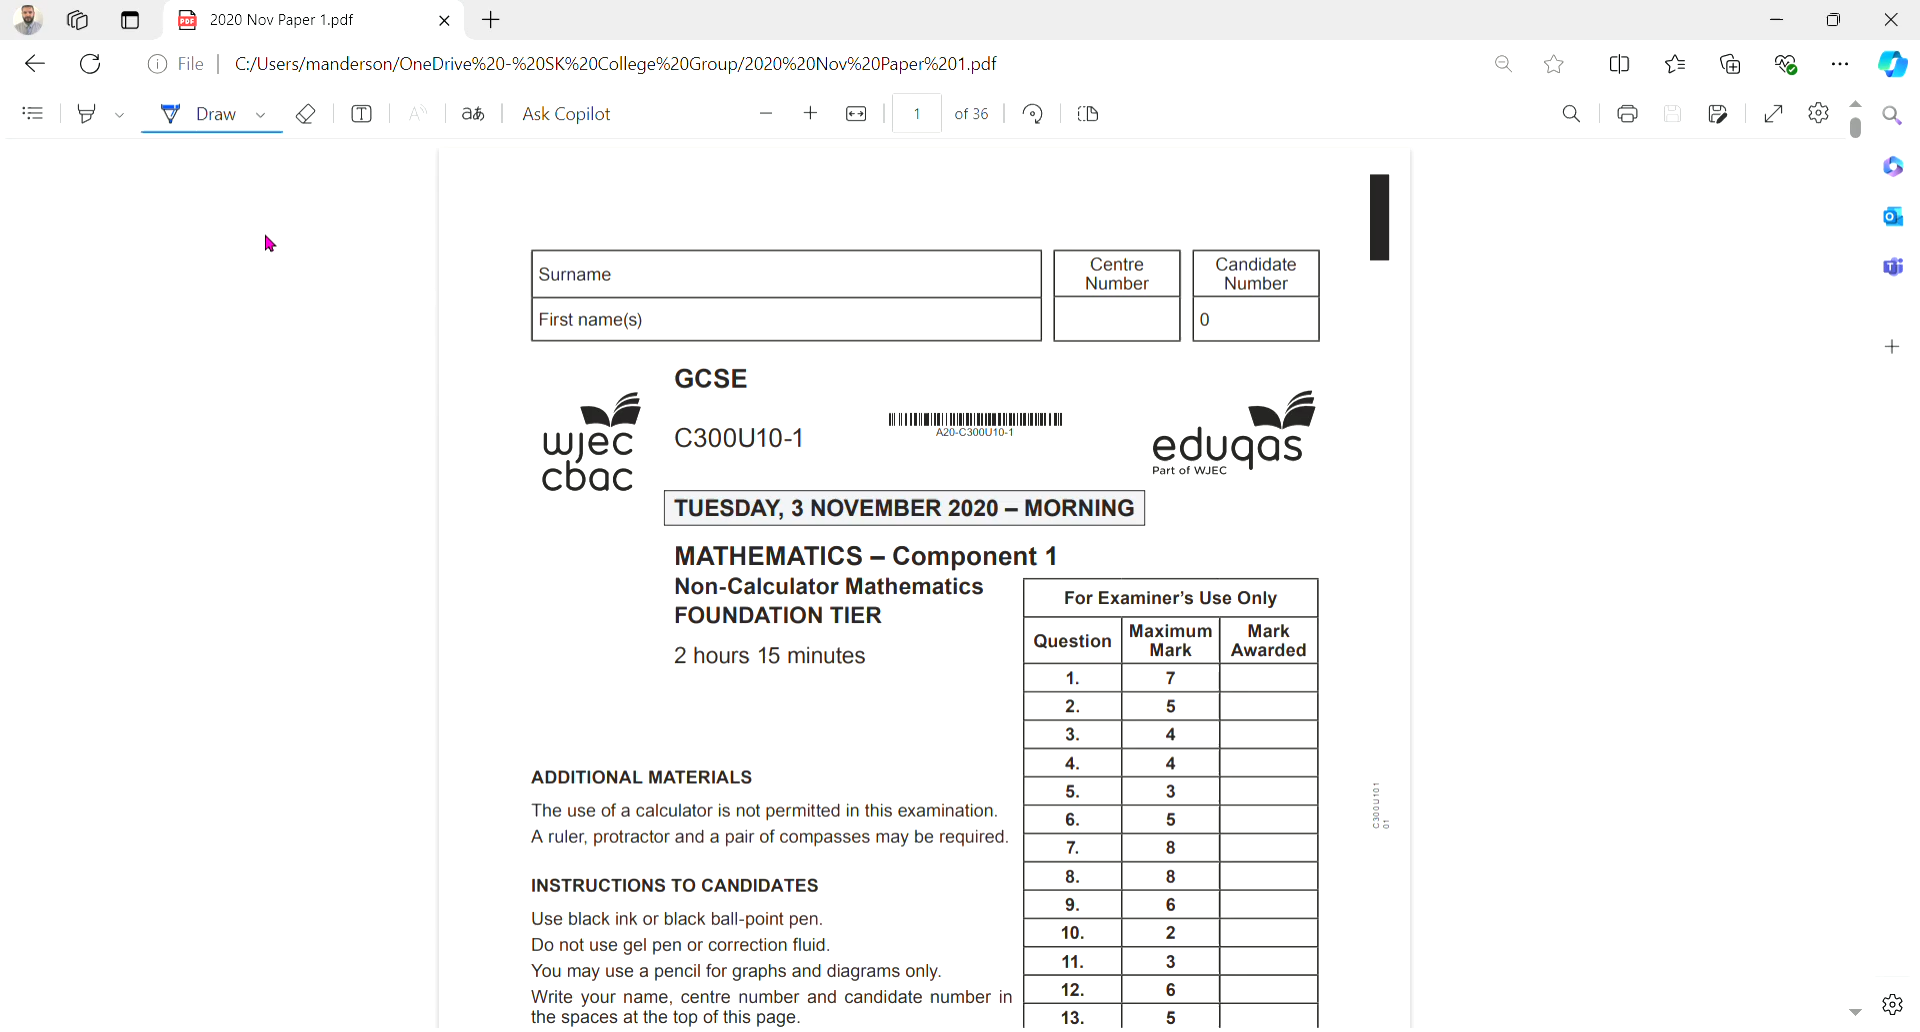 2020 Nov Paper 1.pdf
File
C:/Users/manderson/OneDrive%20-%20SK%20College%20Group/2020%20Nov%20Paper%201.pdf
Draw
Ask Copilot
1 of 36
Surname
First name(s)
Centre
Number
Candidate
Number
0
GCSE
C300U10-1
A20-C300U10-1
wjec
cbac
eduqas
Part of WJEC
TUESDAY, 3 NOVEMBER 2020 – MORNING
MATHEMATICS – Component 1
Non-Calculator Mathematics
FOUNDATION TIER
2 hours 15 minutes
ADDITIONAL MATERIALS
The use of a calculator is not permitted in this examination.
A ruler, protractor and a pair of compasses may be required.
INSTRUCTIONS TO CANDIDATES
Use black ink or black ball-point pen.
Do not use gel pen or correction fluid.
You may use a pencil for graphs and diagrams only.
Write your name, centre number and candidate number in
the spaces at the top of this page.
For Examiner's Use Only
Question Maximum Mark Mark Awarded
1. 7
2. 5
3. 4
4. 4
5. 3
6. 5
7. 8
8. 8
9. 6
10. 2
11. 3
12. 6
13. 5
C300U101
01